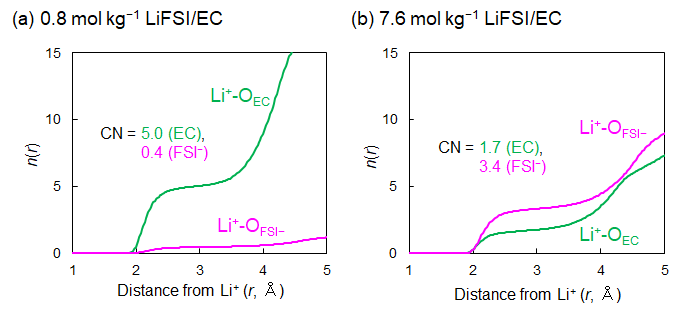 (a) 0.8 mol kg⁻¹ LiFSI/EC
15
10
5
0
n(r)
Li⁺-O_EC
CN = 5.0 (EC),
0.4 (FSI⁻)
Li⁺-O_FSI⁻
1 2 3 4 5
Distance from Li⁺ (r, Å)
(b) 7.6 mol kg⁻¹ LiFSI/EC
15
10
5
0
n(r)
Li⁺-O_FSI⁻
CN = 1.7 (EC),
3.4 (FSI⁻)
Li⁺-O_EC
1 2 3 4 5
Distance from Li⁺ (r, Å)